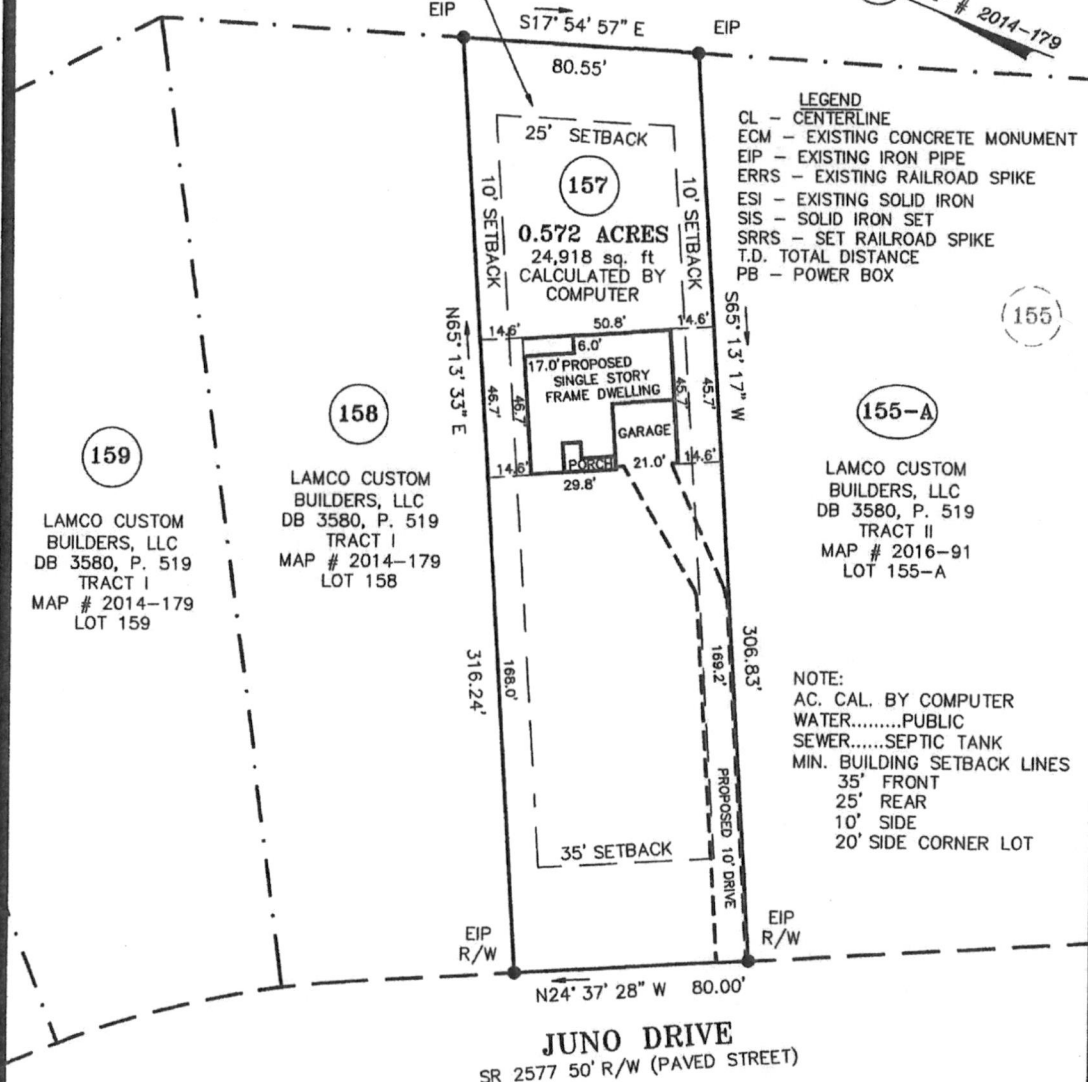 # 2014-179
EIP
S17° 54' 57" E
EIP
80.55'
LEGEND
CL - CENTERLINE
ECM - EXISTING CONCRETE MONUMENT
EIP - EXISTING IRON PIPE
ERRS - EXISTING RAILROAD SPIKE
ESI - EXISTING SOLID IRON
SIS - SOLID IRON SET
SRRS - SET RAILROAD SPIKE
T.D. TOTAL DISTANCE
PB - POWER BOX
25' SETBACK
10' SETBACK
10' SETBACK
157
0.572 ACRES
24,918 sq. ft
CALCULATED BY
COMPUTER
N65° 13' 33" E
S65° 13' 17" W
155
14.6'
50.8'
14.6'
6.0'
17.0'
PROPOSED
SINGLE STORY
FRAME DWELLING
46.7'
46.7'
45.7'
45.7'
GARAGE
14.6'
PORCH
21.0'
14.6'
29.8'
159
LAMCO CUSTOM
BUILDERS, LLC
DB 3580, P. 519
TRACT I
MAP # 2014-179
LOT 159
158
LAMCO CUSTOM
BUILDERS, LLC
DB 3580, P. 519
TRACT I
MAP # 2014-179
LOT 158
155-A
LAMCO CUSTOM
BUILDERS, LLC
DB 3580, P. 519
TRACT II
MAP # 2016-91
LOT 155-A
316.24'
168.0'
169.2'
306.83'
NOTE:
AC. CAL. BY COMPUTER
WATER.........PUBLIC
SEWER......SEPTIC TANK
MIN. BUILDING SETBACK LINES
35' FRONT
25' REAR
10' SIDE
20' SIDE CORNER LOT
PROPOSED 10' DRIVE
35' SETBACK
EIP
R/W
EIP
R/W
N24° 37' 28" W 80.00'
JUNO DRIVE
SR 2577 50' R/W (PAVED STREET)